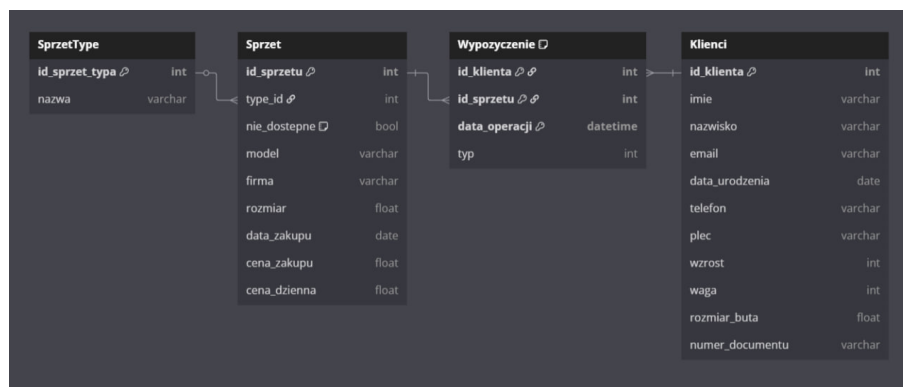 SprzetType
id_sprzet_typa int
nazwa varchar
Sprzet
id_sprzetu int
type_id int
nie_dostepne bool
model varchar
firma varchar
rozmiar float
data_zakupu date
cena_zakupu float
cena_dzienna float
Wypozyczenie
id_klienta int
id_sprzetu int
data_operacji datetime
typ int
Klienci
id_klienta int
imie varchar
nazwisko varchar
email varchar
data_urodzenia date
telefon varchar
plec varchar
wzrost int
waga int
rozmiar_buta float
numer_documentu varchar